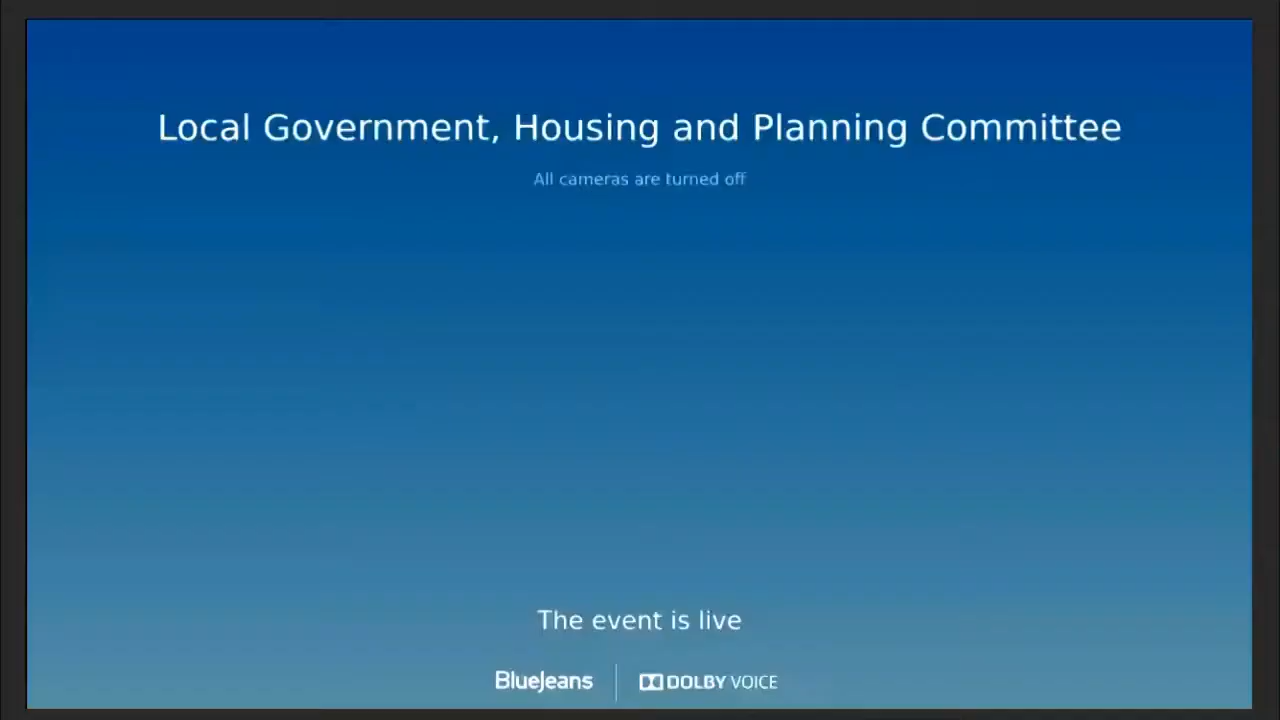 Local Government, Housing and Planning Committee
All cameras are turned off
The event is live
BlueJeans
DOLBY VOICE